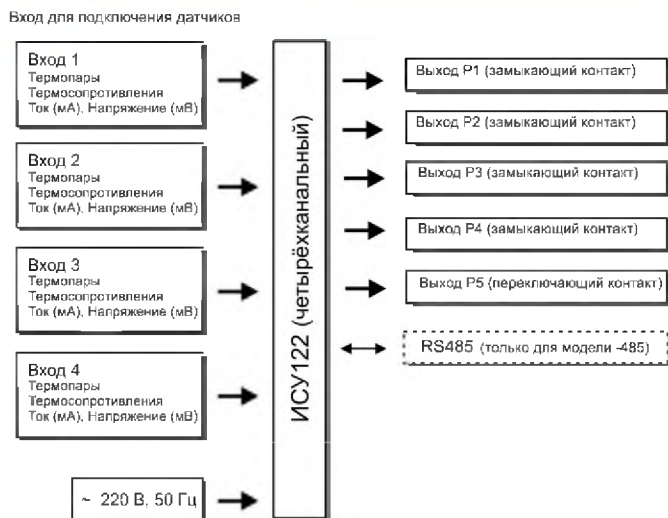 Вход для подключения датчиков
Вход 1
Термопары
Термосопротивления
Ток (мА), Напряжение (мВ)
Вход 2
Термопары
Термосопротивления
Ток (мА), Напряжение (мВ)
Вход 3
Термопары
Термосопротивления
Ток (мА), Напряжение (мВ)
Вход 4
Термопары
Термосопротивления
Ток (мА), Напряжение (мВ)
~ 220 В, 50 Гц
ИСУ122 (четырёхканальный)
Выход Р1 (замыкающий контакт)
Выход Р2 (замыкающий контакт)
Выход Р3 (замыкающий контакт)
Выход Р4 (замыкающий контакт)
Выход Р5 (переключающий контакт)
RS485 (только для модели -485)